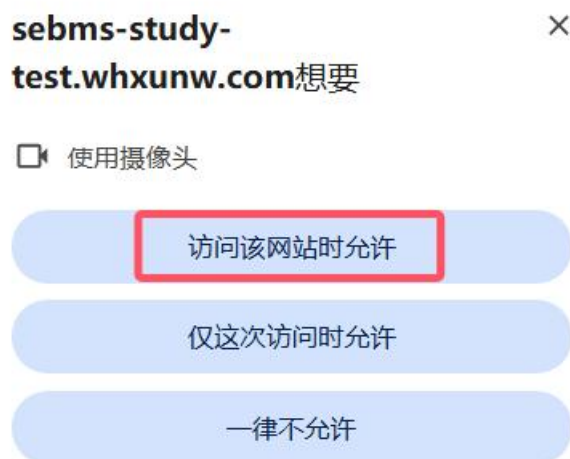 sebms-study-
test.whxunw.com想要
使用摄像头
访问该网站时允许
仅这次访问时允许
一律不允许